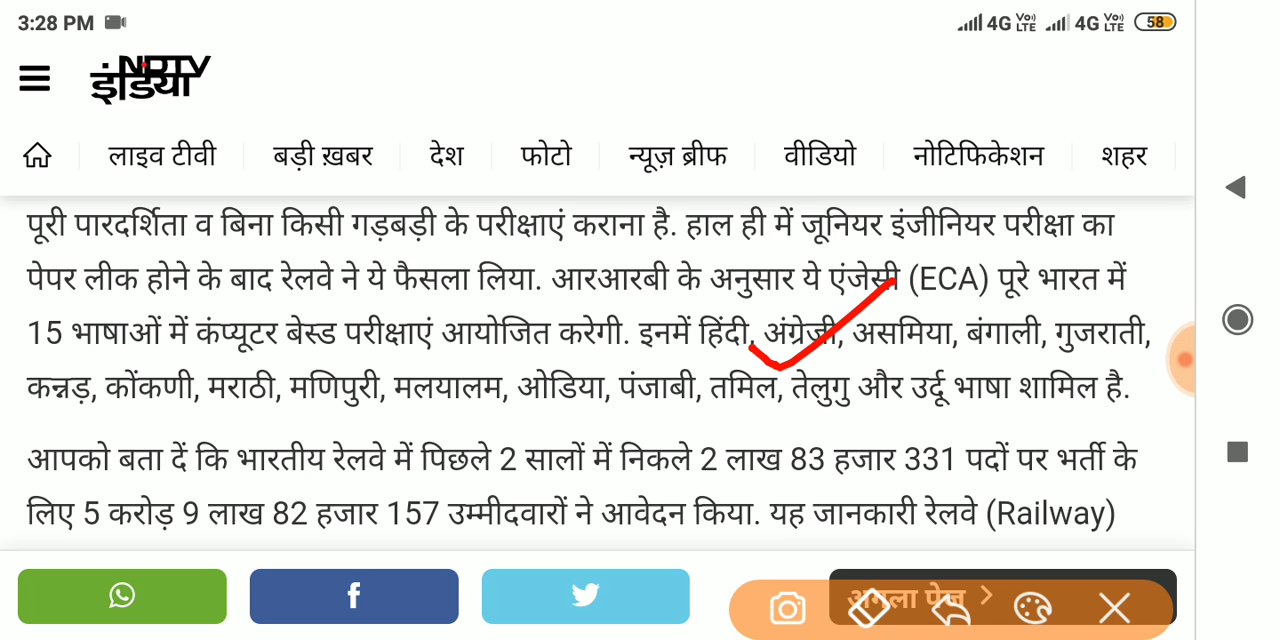 3:28 PM 4G VoLTE 4G VoLTE 58
NDTV
इंडिया
लाइव टीवी बड़ी ख़बर देश फोटो न्यूज़ ब्रीफ वीडियो नोटिफिकेशन शहर
पूरी पारदर्शिता व बिना किसी गड़बड़ी के परीक्षाएं कराना है. हाल ही में जूनियर इंजीनियर परीक्षा का
पेपर लीक होने के बाद रेलवे ने ये फैसला लिया. आरआरबी के अनुसार ये एंजेसी (ECA) पूरे भारत में
15 भाषाओं में कंप्यूटर बेस्ड परीक्षाएं आयोजित करेगी. इनमें हिंदी, अंग्रेजी, असमिया, बंगाली, गुजराती,
कन्नड़, कोंकणी, मराठी, मणिपुरी, मलयालम, ओडिया, पंजाबी, तमिल, तेलुगु और उर्दू भाषा शामिल है.
आपको बता दें कि भारतीय रेलवे में पिछले 2 सालों में निकले 2 लाख 83 हजार 331 पदों पर भर्ती के
लिए 5 करोड़ 9 लाख 82 हजार 157 उम्मीदवारों ने आवेदन किया. यह जानकारी रेलवे (Railway)
अगला पेज